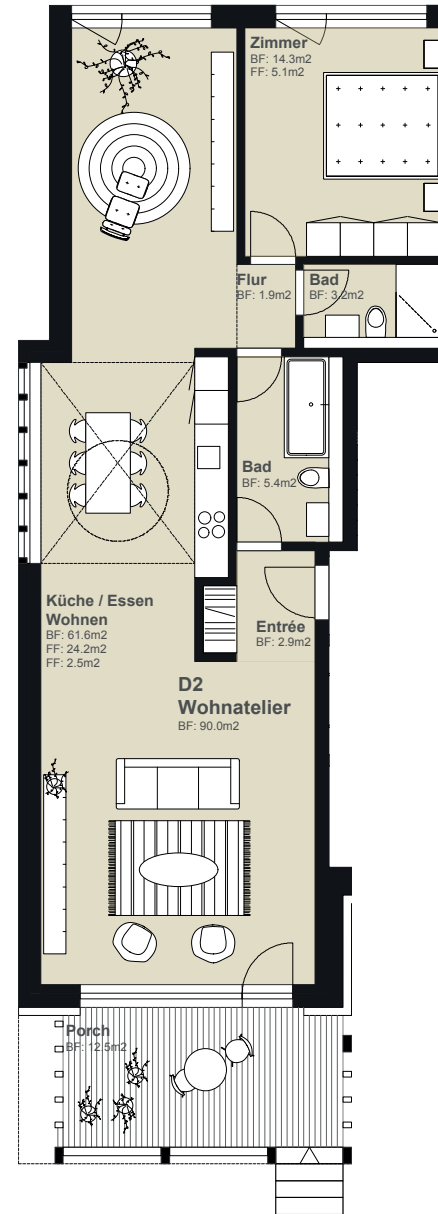 Zimmer
BF: 14.3m2
FF: 5.1m2
Flur
BF: 1.9m2
Bad
BF: 3.2m2
Bad
BF: 5.4m2
Küche / Essen
Wohnen
BF: 61.6m2
FF: 24.2m2
FF: 2.5m2
Entrée
BF: 2.9m2
D2
Wohnatelier
BF: 90.0m2
Porch
BF: 12.5m2